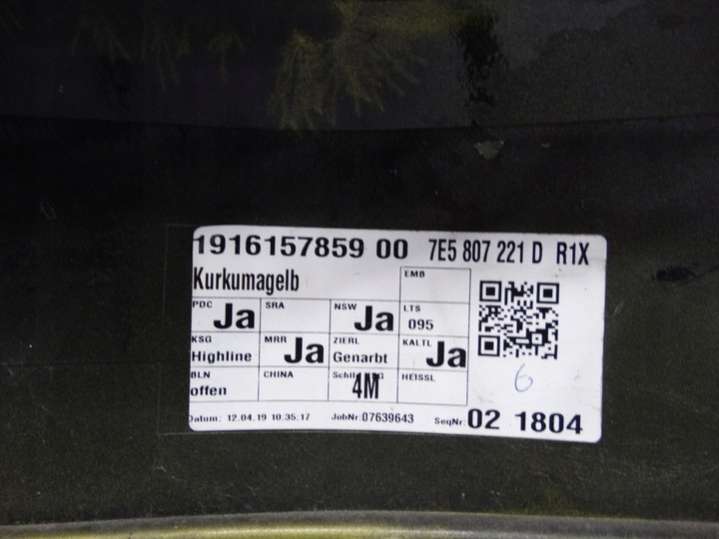 1916157859 00 7E5 807 221 D R1X
Kurkumagelb EMB
PDC Ja SRA NSW Ja LTS 095
KSG Highline MRR Ja ZIERL Genarbt KALTL Ja
BLN offen CHINA 4M HEISSL
6
Datum: 12.04.19 10.35.17 JobNr: 07639643 SeqNr: 02 1804